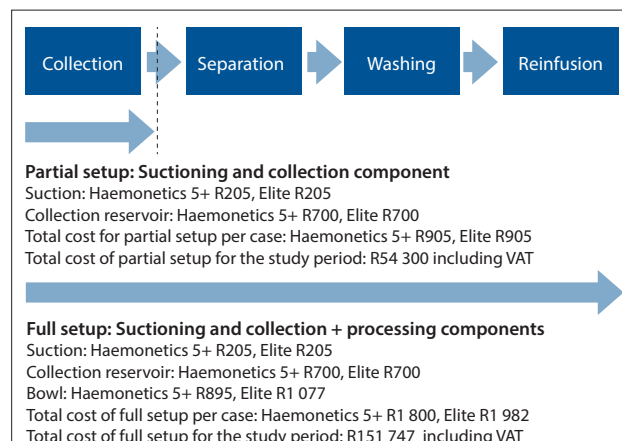 Collection
Separation
Washing
Reinfusion
Partial setup: Suctioning and collection component
Suction: Haemonetics 5+ R205, Elite R205
Collection reservoir: Haemonetics 5+ R700, Elite R700
Total cost for partial setup per case: Haemonetics 5+ R905, Elite R905
Total cost of partial setup for the study period: R54 300 including VAT
Full setup: Suctioning and collection + processing components
Suction: Haemonetics 5+ R205, Elite R205
Collection reservoir: Haemonetics 5+ R700, Elite R700
Bowl: Haemonetics 5+ R895, Elite R1 077
Total cost of full setup per case: Haemonetics 5+ R1 800, Elite R1 982
Total cost of full setup for the study period: R151 747 including VAT